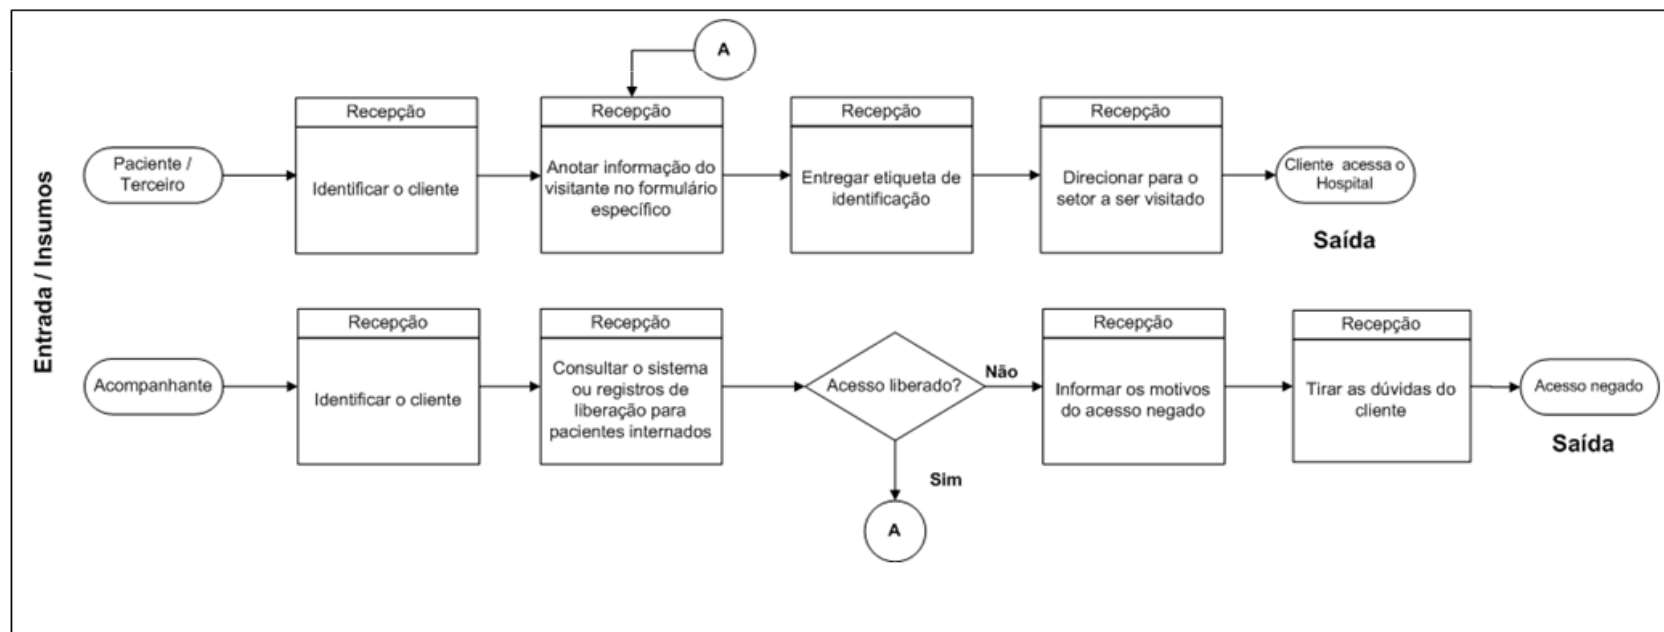 A
Recepção
Recepção
Recepção
Recepção
Paciente /
Terceiro
Identificar o cliente
Anotar informação do
visitante no formulário
específico
Entregar etiqueta de
identificação
Direcionar para o
setor a ser visitado
Cliente acessa o
Hospital
Saída
Entrada / Insumos
Recepção
Recepção
Recepção
Recepção
Acompanhante
Identificar o cliente
Consultar o sistema
ou registros de
liberação para
pacientes internados
Acesso liberado?
Não
Informar os motivos
do acesso negado
Tirar as dúvidas do
cliente
Acesso negado
Saída
Sim
A